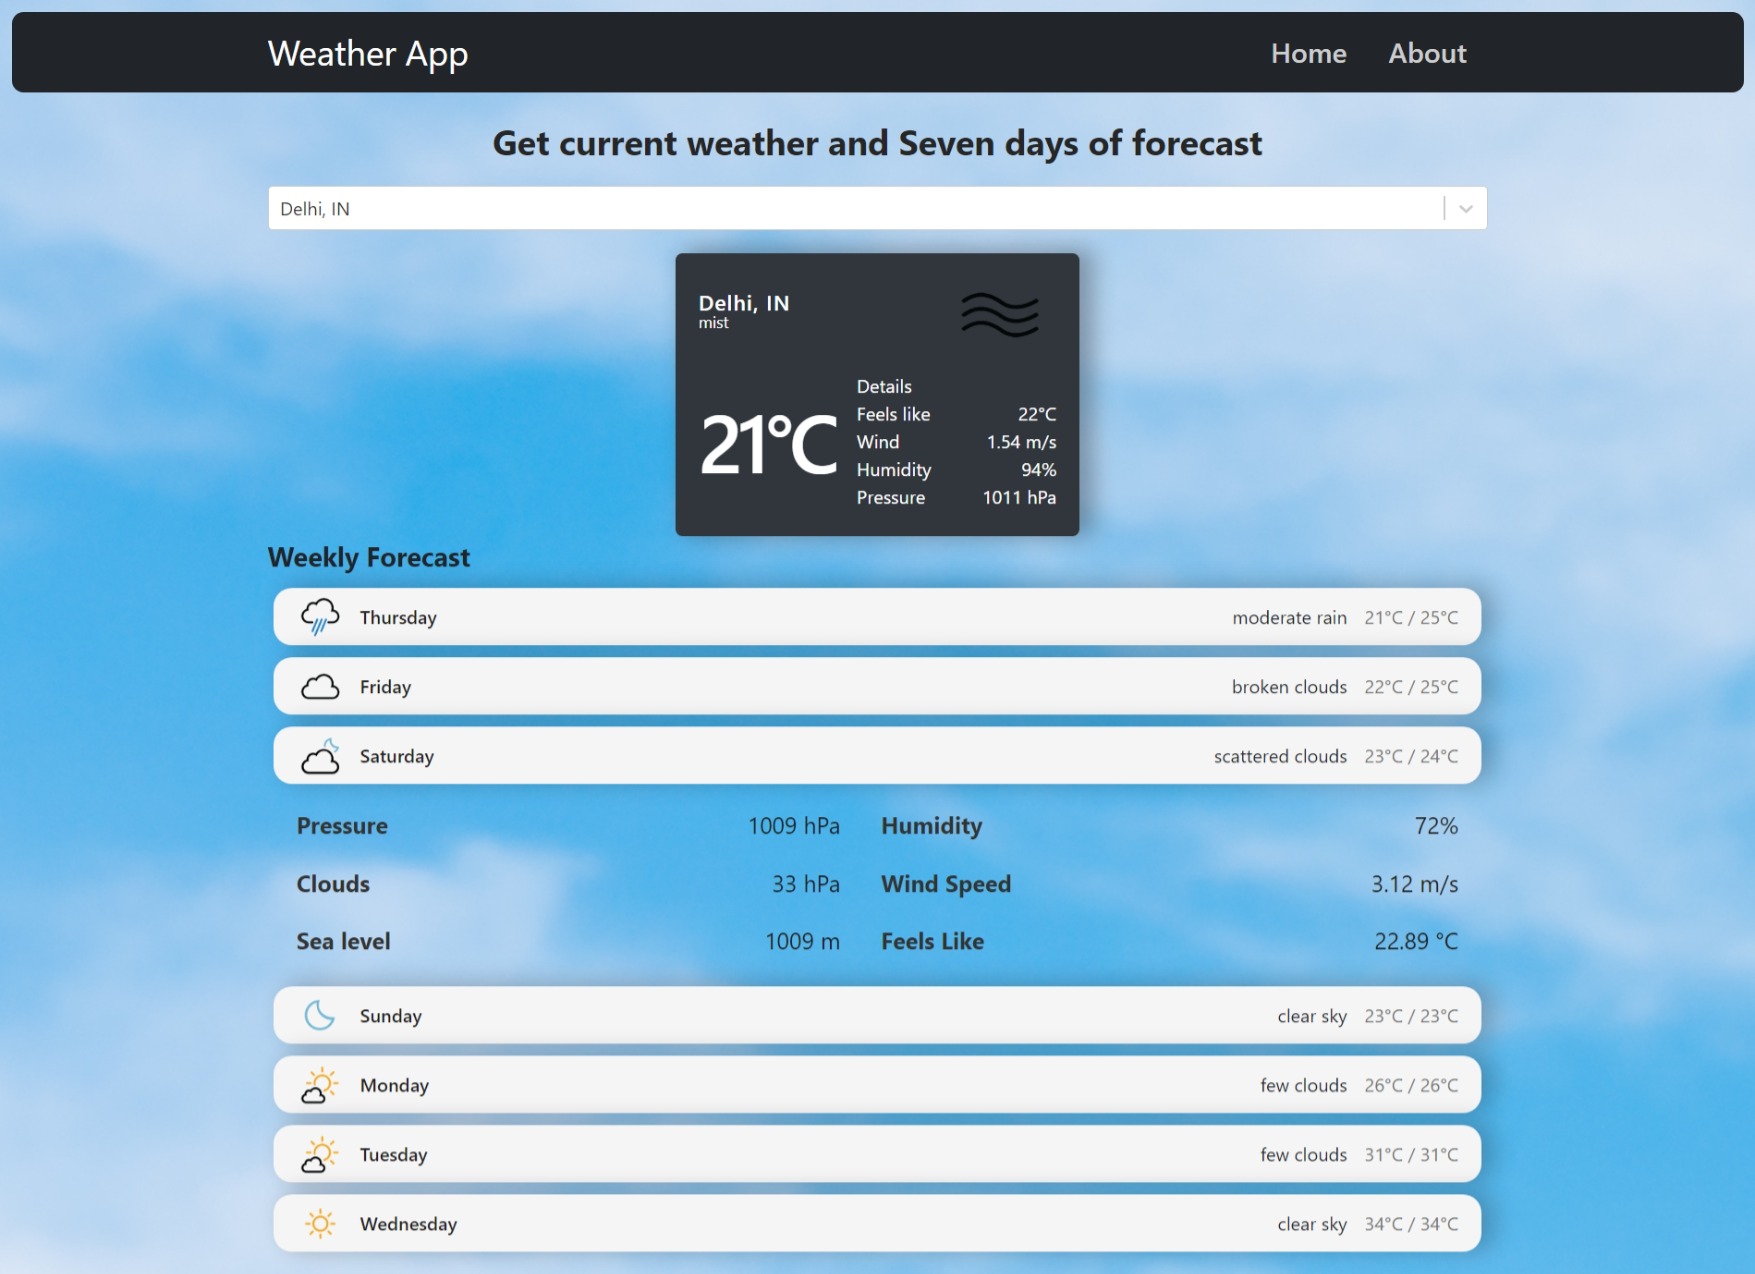 Weather App Home About
Get current weather and Seven days of forecast
Delhi, IN
Delhi, IN
mist
21°C
Details
Feels like 22°C
Wind 1.54 m/s
Humidity 94%
Pressure 1011 hPa
Weekly Forecast
Thursday moderate rain 21°C / 25°C
Friday broken clouds 22°C / 25°C
Saturday scattered clouds 23°C / 24°C
Pressure 1009 hPa Humidity 72%
Clouds 33 hPa Wind Speed 3.12 m/s
Sea level 1009 m Feels Like 22.89 °C
Sunday clear sky 23°C / 23°C
Monday few clouds 26°C / 26°C
Tuesday few clouds 31°C / 31°C
Wednesday clear sky 34°C / 34°C